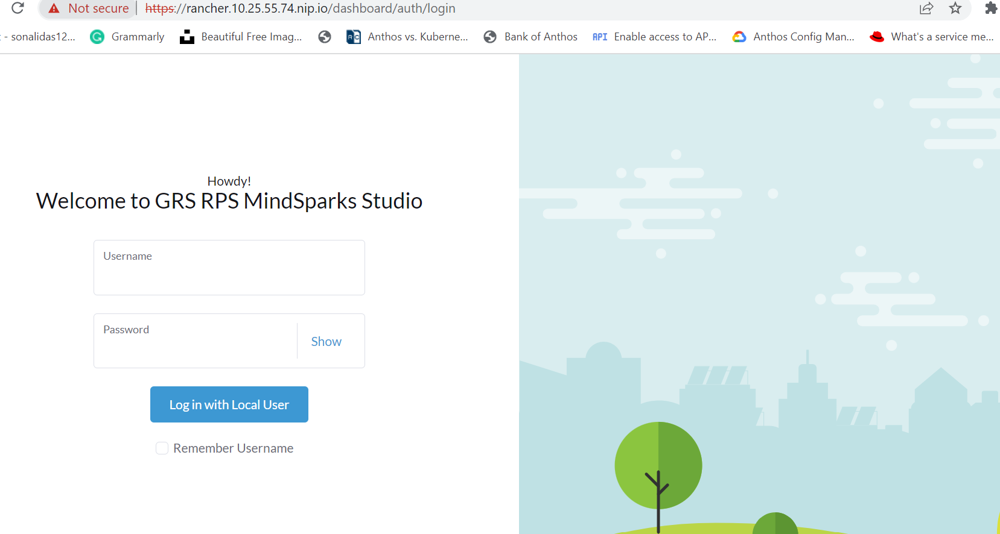 Not secure https://rancher.10.25.55.74.nip.io/dashboard/auth/login
- sonalidas12... Grammarly Beautiful Free Imag... Anthos vs. Kuberne... Bank of Anthos API Enable access to AP... Anthos Config Man... What's a service me...
Howdy!
Welcome to GRS RPS MindSparks Studio
Username
Password
Show
Log in with Local User
Remember Username